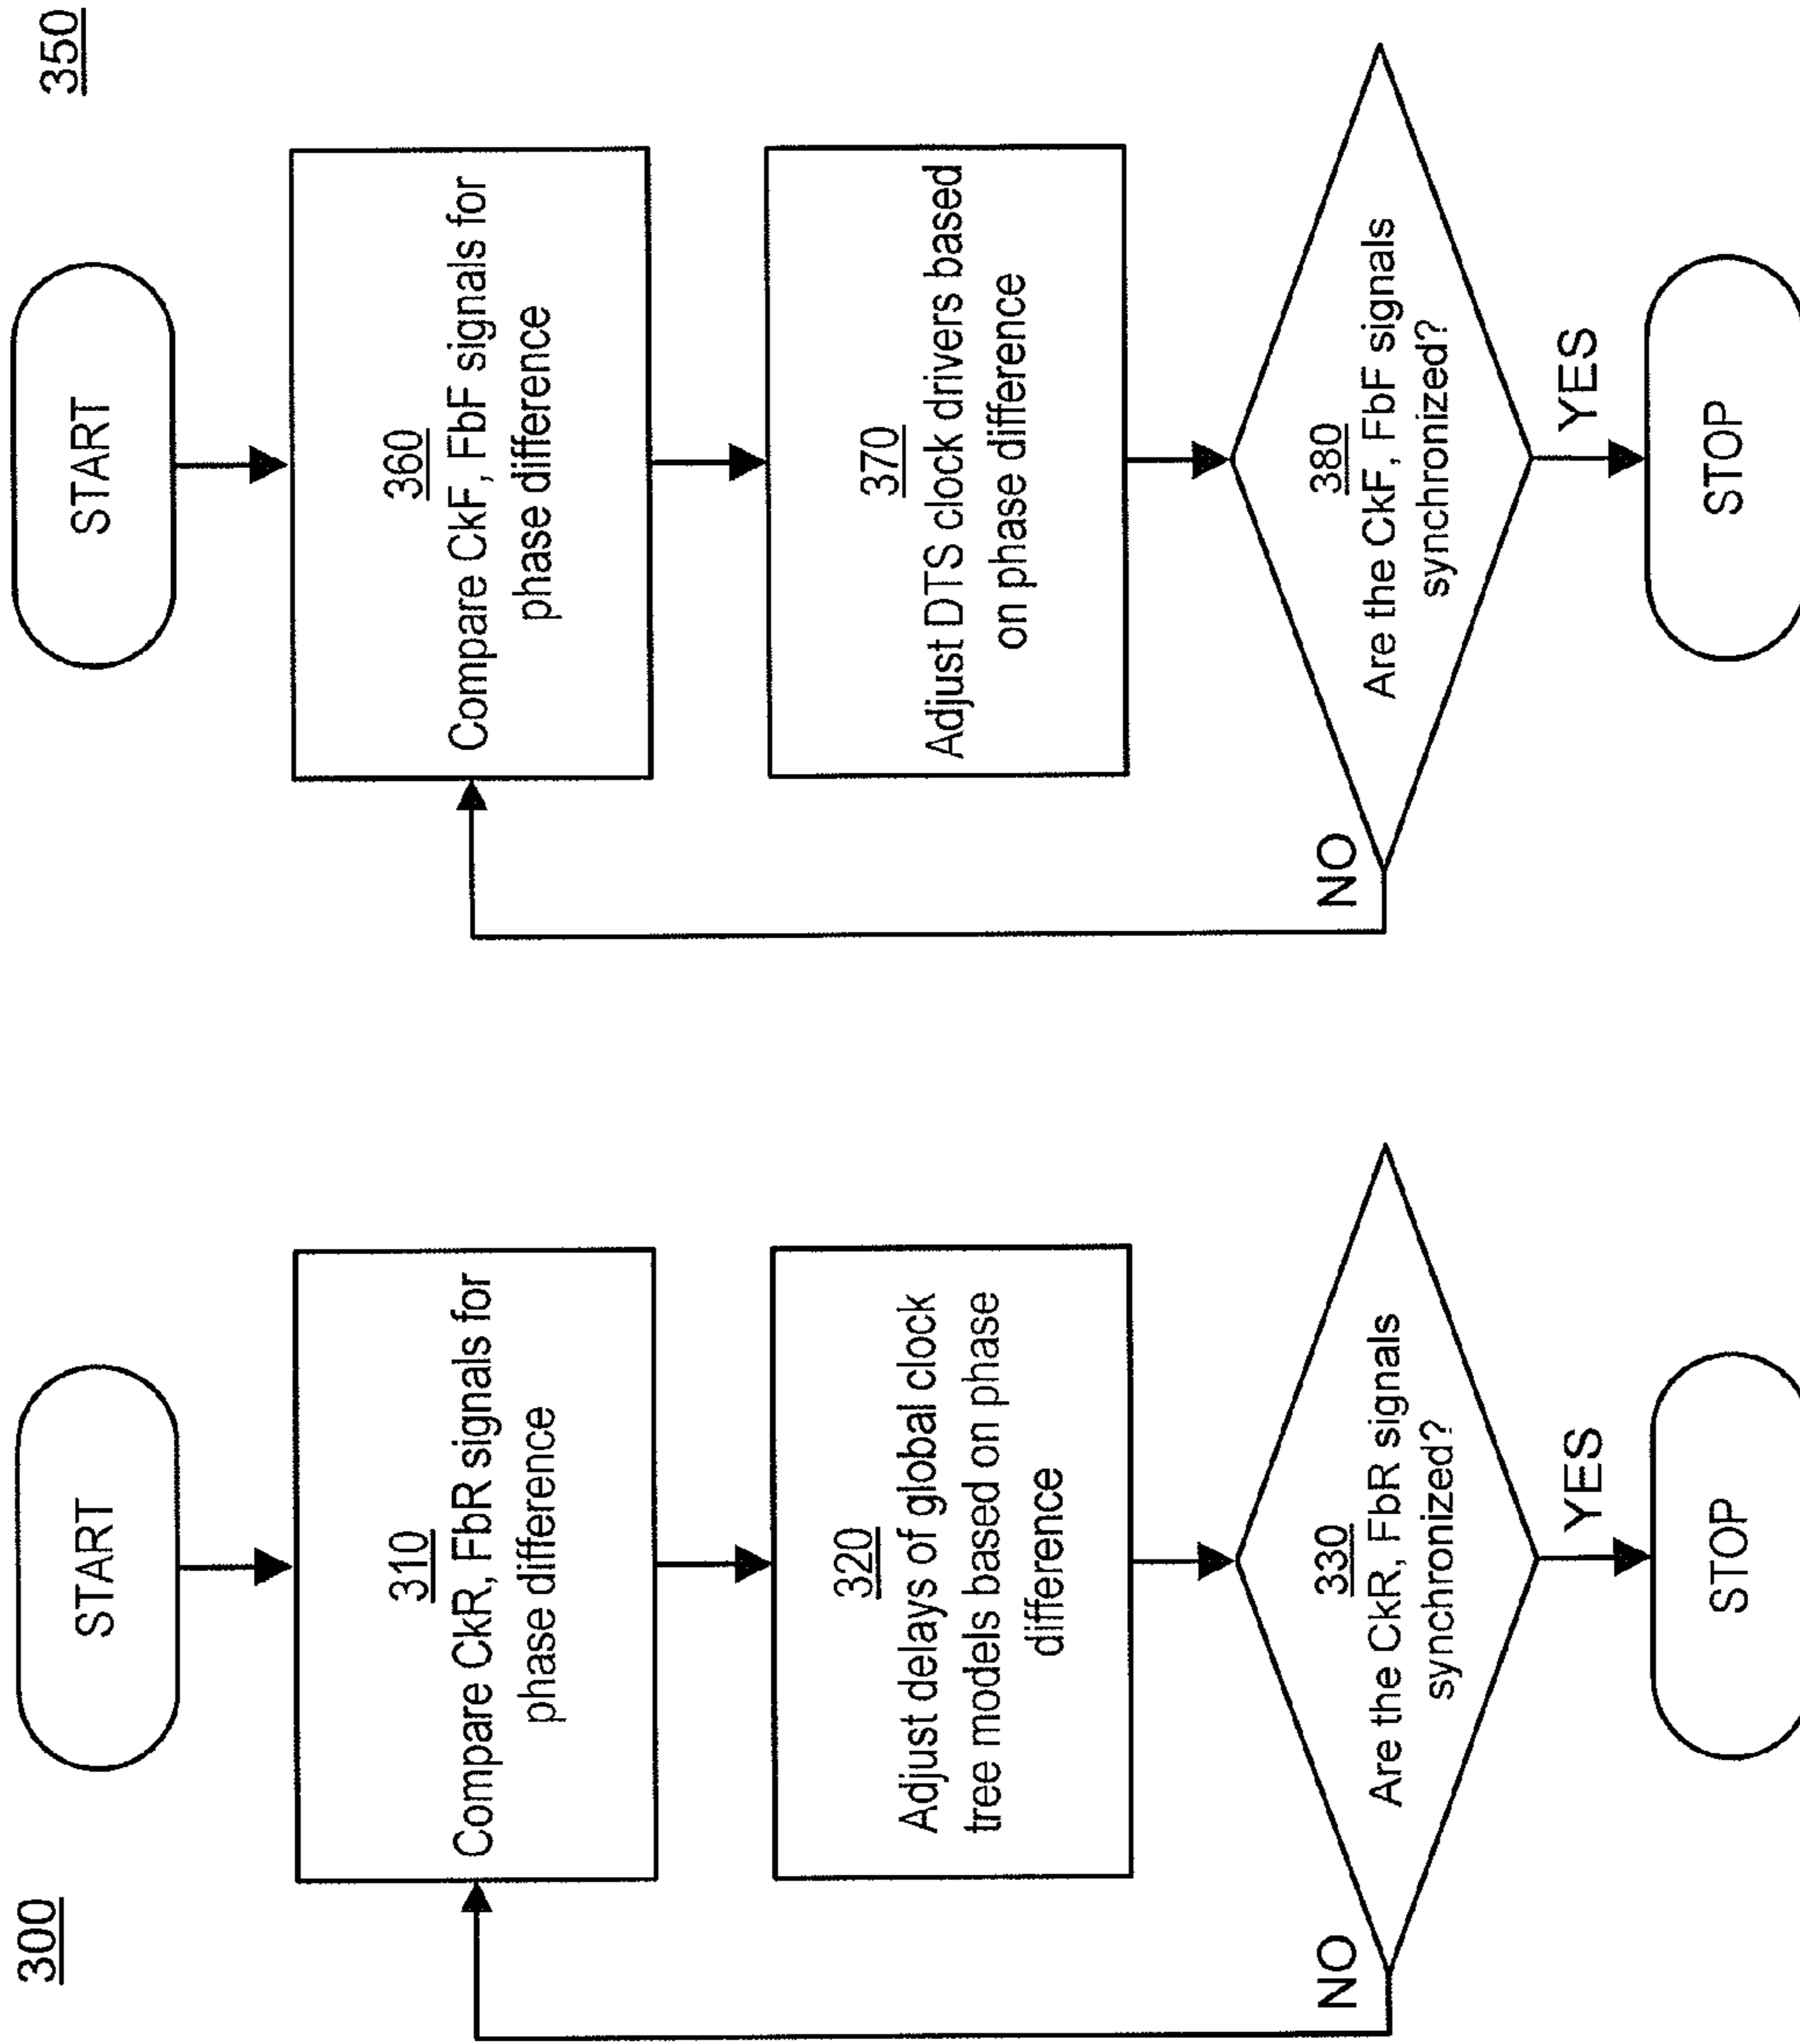 300
START
310
Compare CkR, FbR signals for
phase difference
320
Adjust delays of global clock
tree models based on phase
difference
330
Are the CkR, FbR signals
synchronized?
NO
YES
STOP
350
START
360
Compare CkF, FbF signals for
phase difference
370
Adjust DTS clock drivers based
on phase difference
380
Are the CkF, FbF signals
synchronized?
NO
YES
STOP